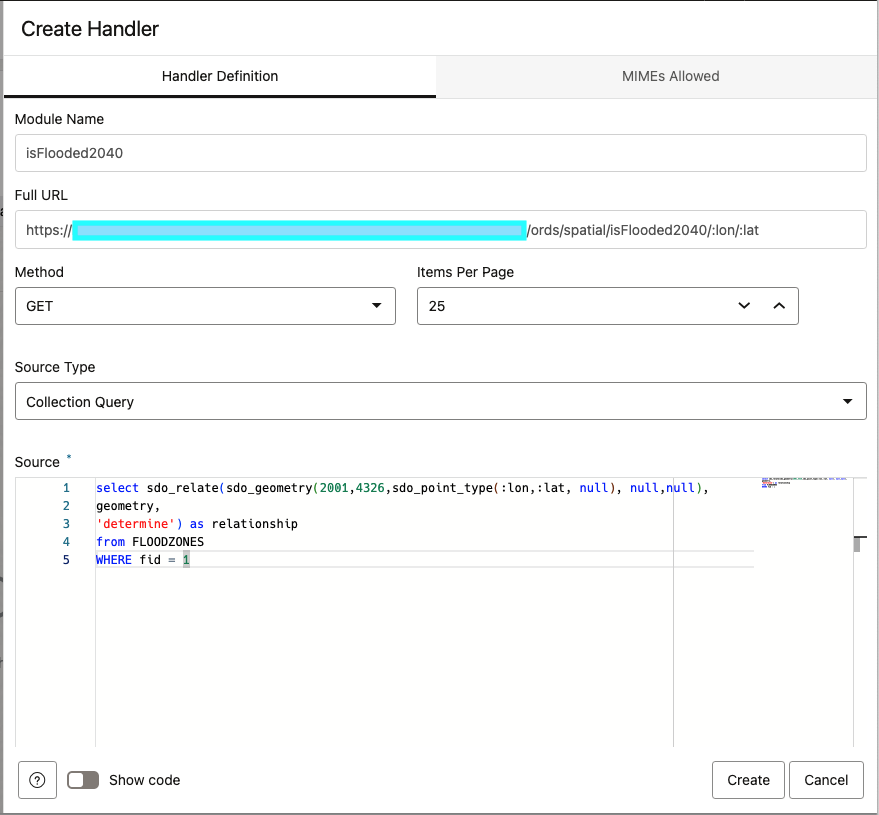 Create Handler
Handler Definition
MIMEs Allowed
Module Name
isFlooded2040
Full URL
https:// /ords/spatial/isFlooded2040/:lon/:lat
Method
Items Per Page
GET
25
Source Type
Collection Query
Source *
1 select sdo_relate(sdo_geometry(2001,4326,sdo_point_type(:lon,:lat, null), null,null),
2 geometry,
3 'determine') as relationship
4 from FLOODZONES
5 WHERE fid = 1
?
Show code
Create
Cancel